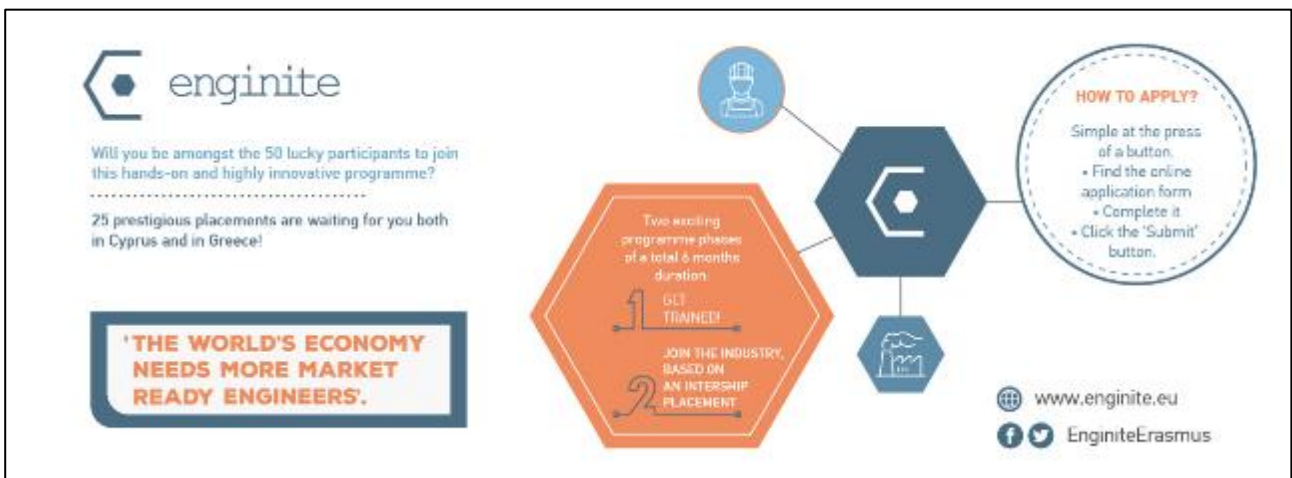 enginite
Will you be amongst the 50 lucky participants to join
this hands-on and highly innovative programme?
25 prestigious placements are waiting for you both
in Cyprus and in Greece!
'THE WORLD'S ECONOMY
NEEDS MORE MARKET
READY ENGINEERS'.
Two exciting
programme phases
of a total 6 months
duration
1 GET
TRAINED!
2 JOIN THE INDUSTRY,
BASED ON
AN INTERSHIP
PLACEMENT
HOW TO APPLY?
Simple at the press
of a button.
• Find the online
application form
• Complete it
• Click the 'Submit'
button.
www.enginite.eu
EnginiteErasmus